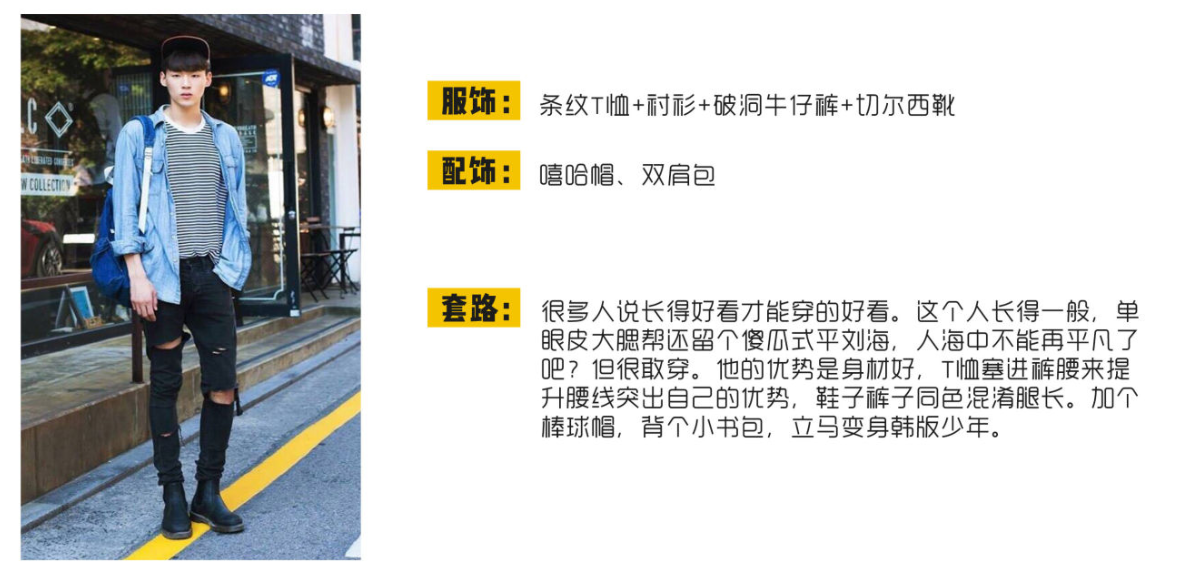 服饰：
条纹T恤+衬衫+破洞牛仔裤+切尔西靴
配饰：
嘻哈帽、双肩包
套路：
很多人说长得好看才能穿的好看。这个人长得一般，单
眼皮大腮帮还留个傻瓜式平刘海，人海中不能再平凡了
吧？但很敢穿。他的优势是身材好，T恤塞进裤腰来提
升腰线突出自己的优势，鞋子裤子同色混淆腿长。加个
棒球帽，背个小书包，立马变身韩版少年。
C
W COLLECTION